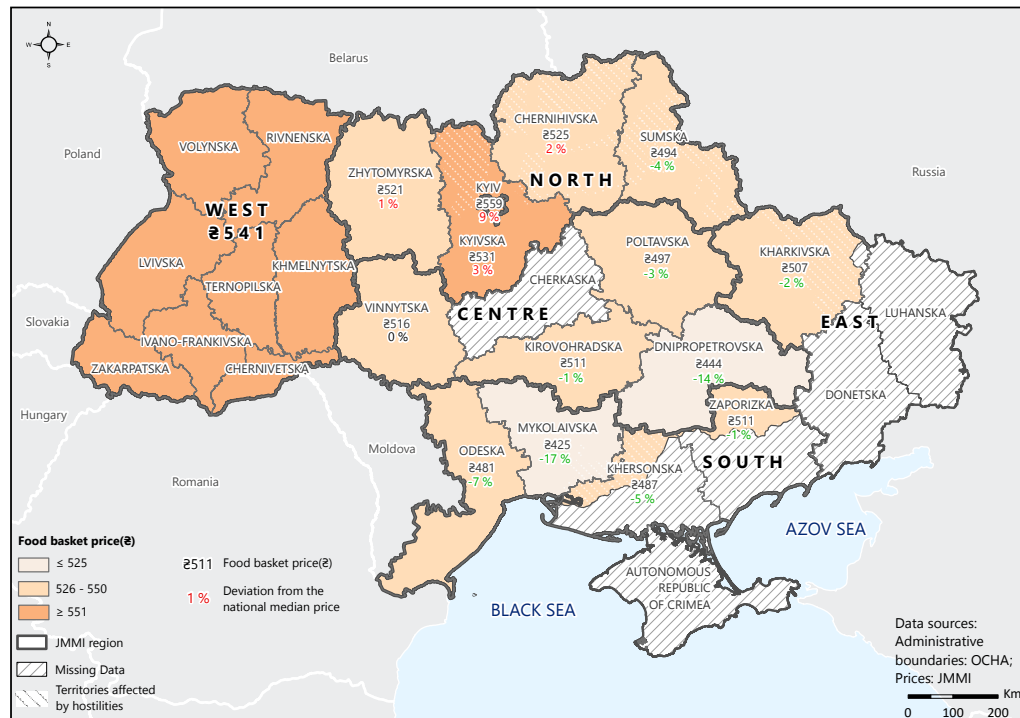 N
W E
S
Belarus
Poland
Russia
Slovakia
Hungary
Romania
Moldova
VOLYNSKA
RIVNENSKA
WEST
₴541
LVIVSKA
KHMELNYTSKA
TERNOPILSKA
IVANO-FRANKIVSKA
ZAKARPATSKA
CHERNIVETSKA
ZHYTOMYRSKA
₴521
1 %
KYIV
₴559
9 %
KYIVSKA
₴531
3 %
CHERNIHIVSKA
₴525
2 %
NORTH
SUMSKA
₴494
-4 %
VINNYTSKA
₴516
0 %
CHERKASKA
CENTRE
POLTAVSKA
₴497
-3 %
KHARKIVSKA
₴507
-2 %
EAST
LUHANSKA
DONETSKA
KIROVOHRADSKA
₴511
-1 %
DNIPROPETROVSKA
₴444
-14 %
ZAPORIZKA
₴511
-1%
MYKOLAIVSKA
₴425
-17 %
ODESKA
₴481
-7 %
KHERSONSKA
₴487
-5 %
SOUTH
AUTONOMOUS
REPUBLIC
OF CRIMEA
AZOV SEA
BLACK SEA
Food basket price(₴)
≤ 525
526 - 550
≥ 551
JMMI region
Missing Data
Territories affected
by hostilities
₴511 Food basket price(₴)
1 % Deviation from the
national median price
Data sources:
Administrative
boundaries: OCHA;
Prices: JMMI
Km
0 100 200